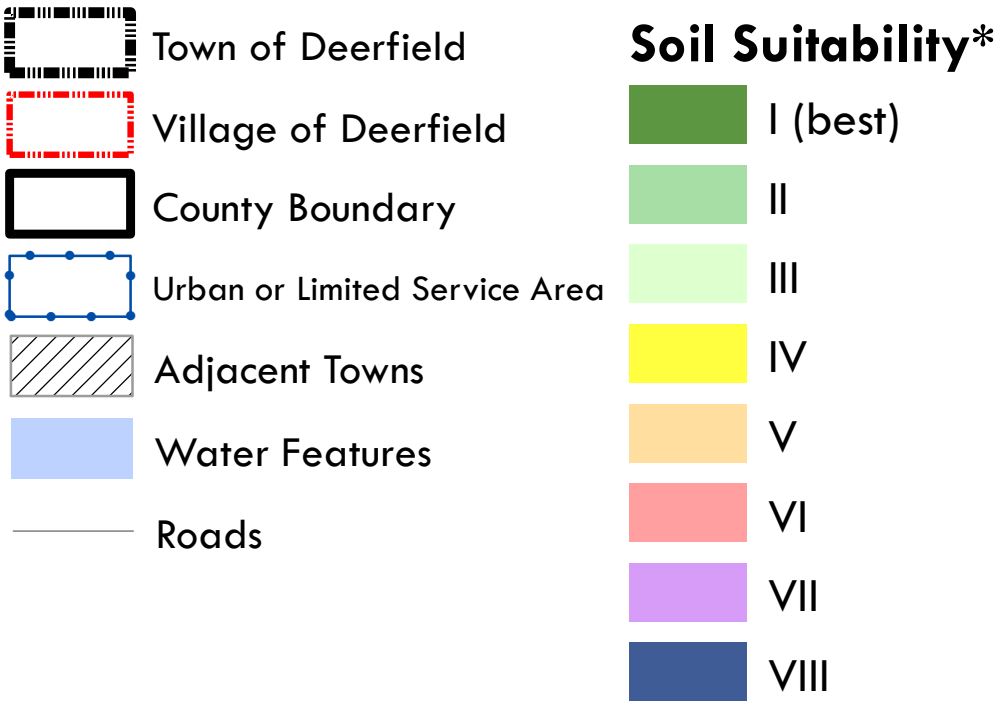 Town of Deerfield
Village of Deerfield
County Boundary
Urban or Limited Service Area
Adjacent Towns
Water Features
Roads
Soil Suitability*
I (best)
II
III
IV
V
VI
VII
VIII